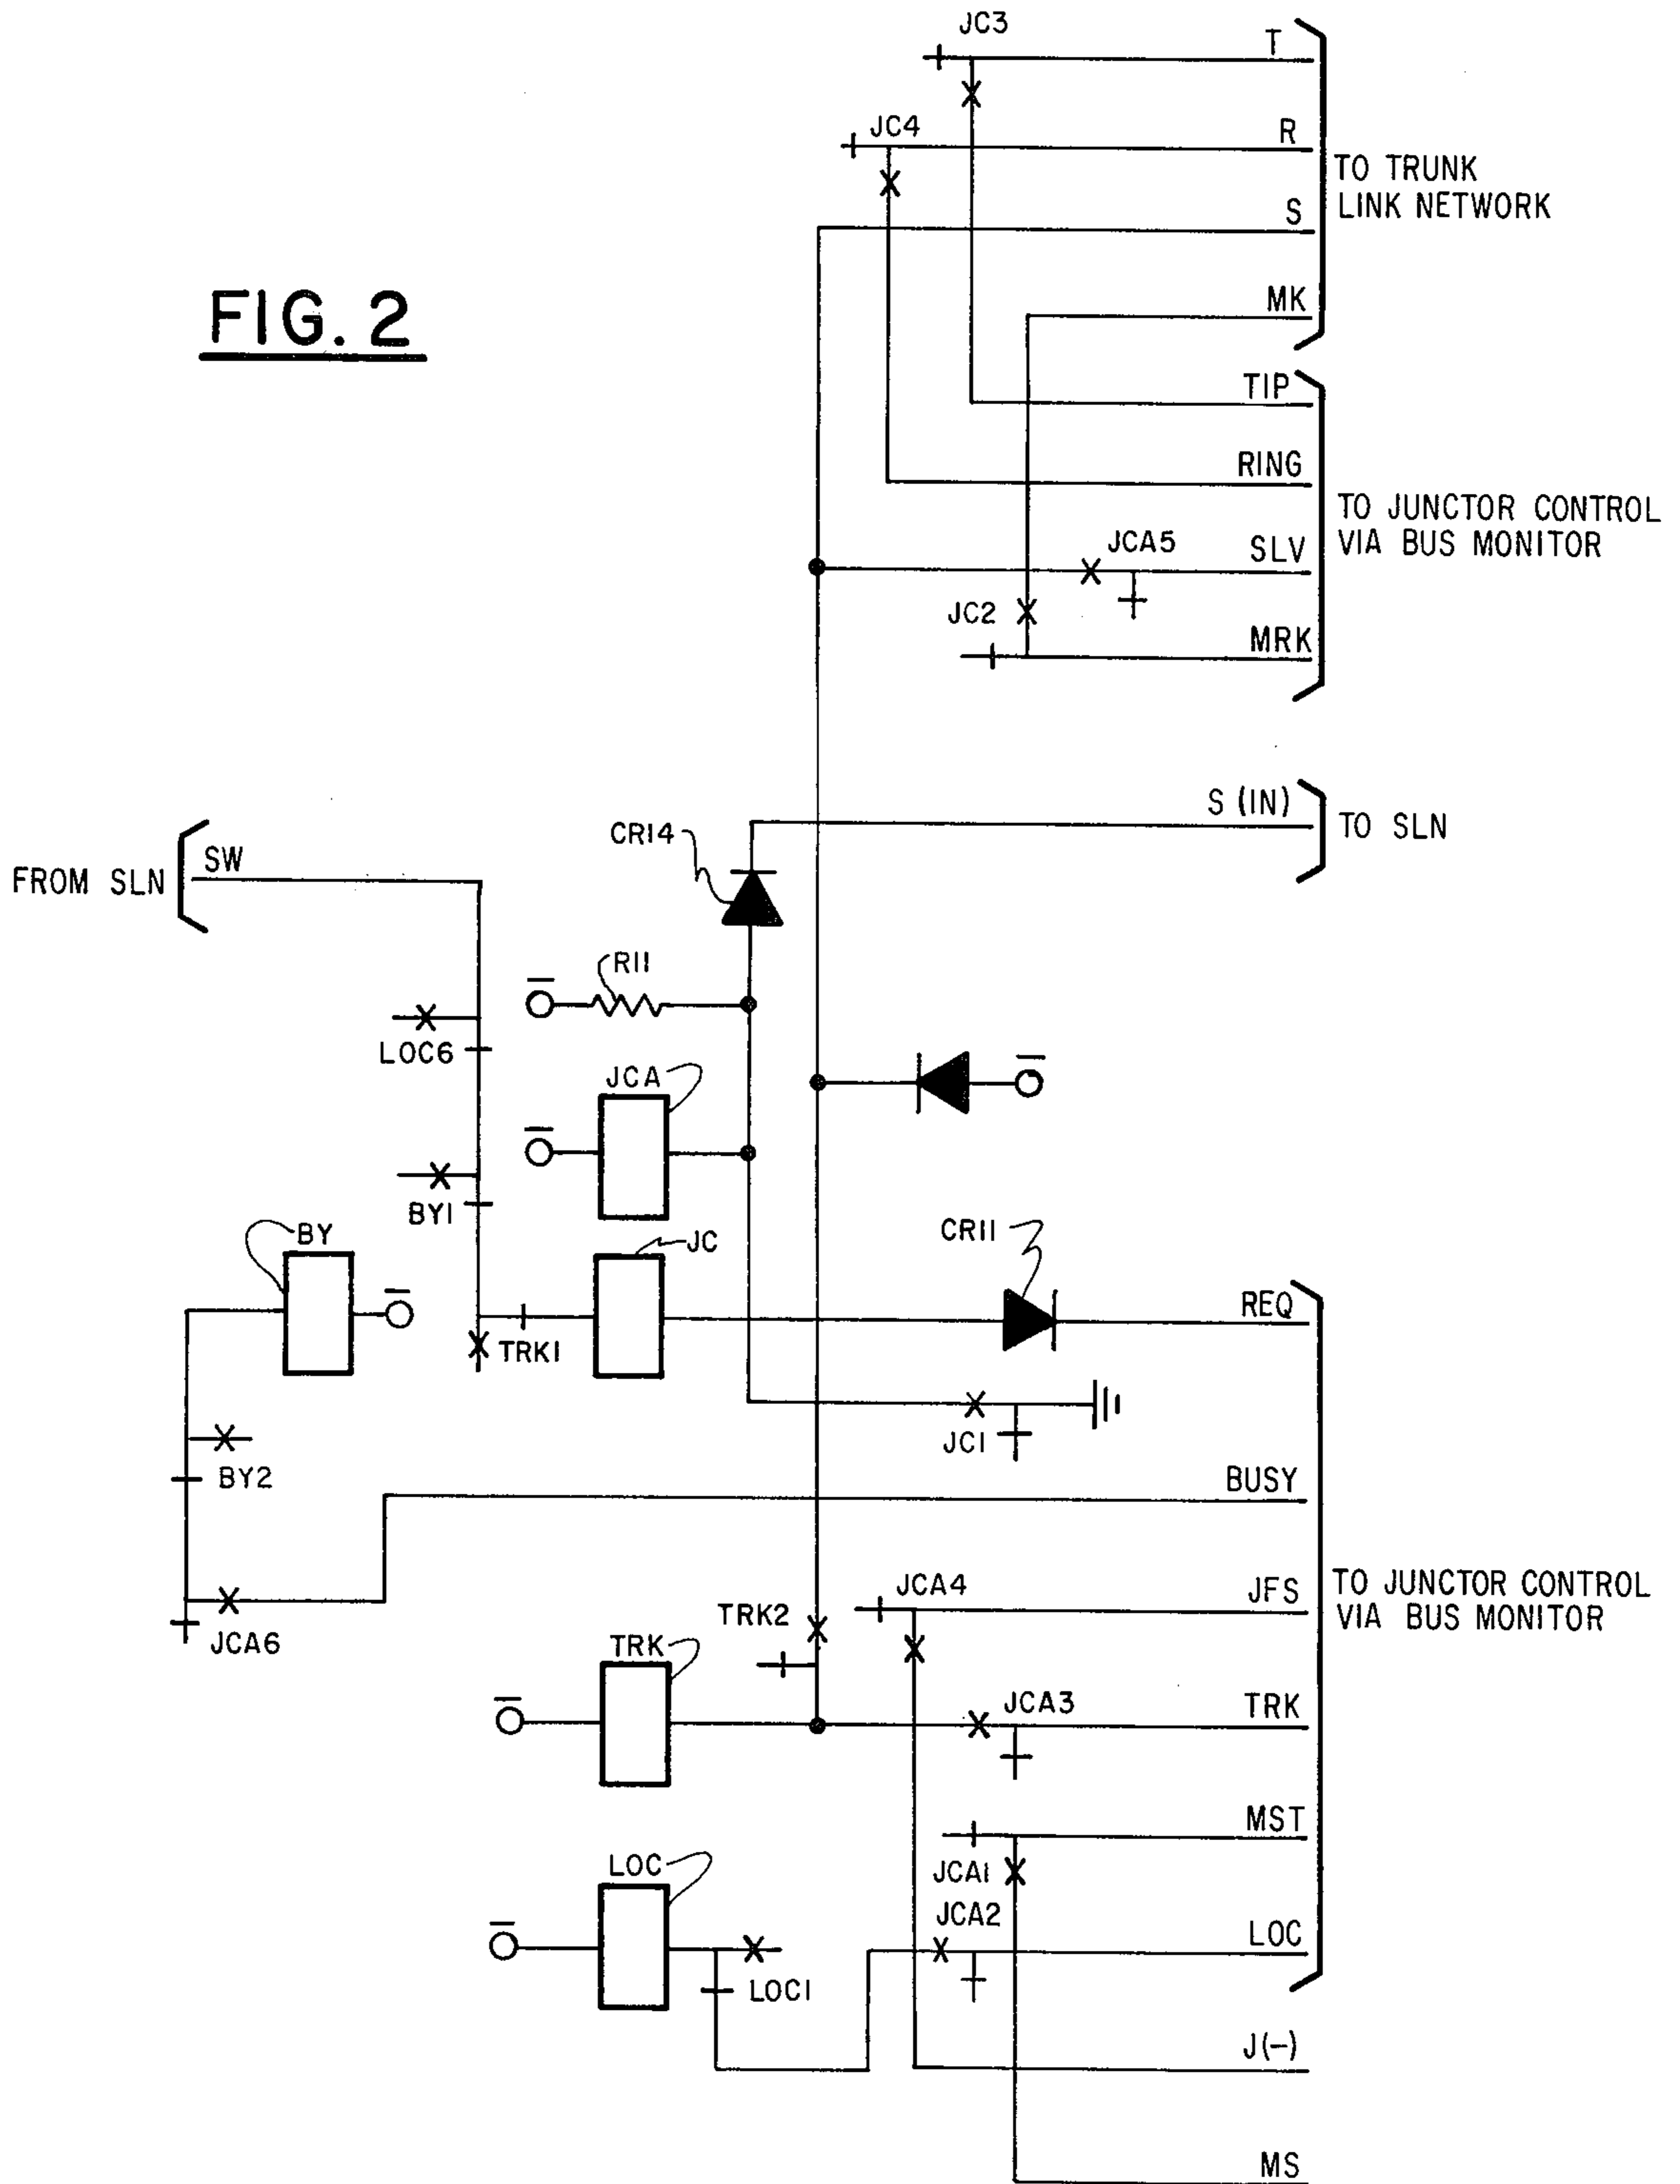 JC3
T
JC4
R
TO TRUNK
LINK NETWORK
S
FIG. 2
MK
TIP
RING
TO JUNCTOR CONTROL
VIA BUS MONITOR
JCA5
SLV
JC2
MRK
S (IN)
TO SLN
CR14
FROM SLN
SW
R11
LOC6
JCA
BY1
BY
JC
CR11
REQ
TRK1
JC1
BY2
BUSY
JCA4
JFS
TO JUNCTOR CONTROL
VIA BUS MONITOR
TRK2
JCA6
TRK
JCA3
TRK
MST
LOC
JCA1
JCA2
LOC
LOC1
J(-)
MS